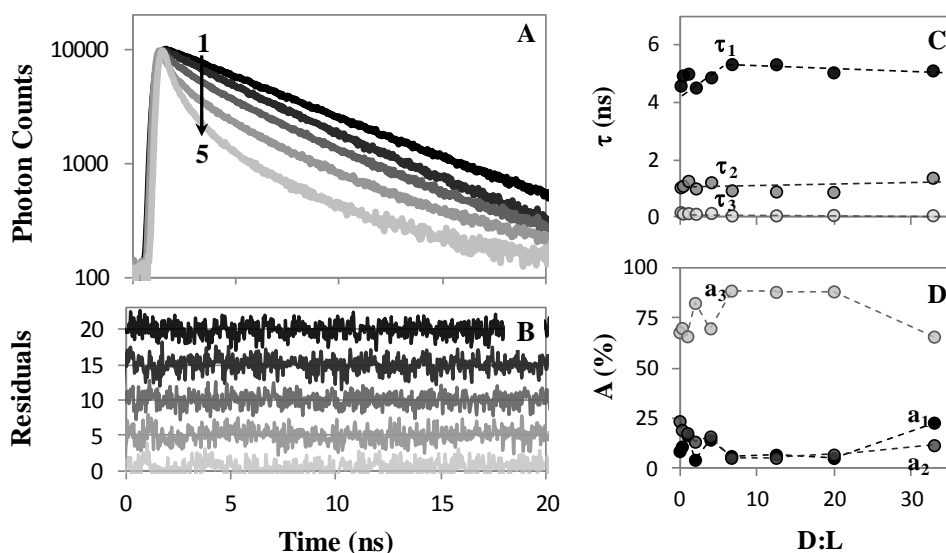 A
Photon Counts
10000
1000
100
1
5
B
Residuals
20
15
10
5
0
0
5
10
15
20
Time (ns)
C
τ (ns)
6
4
2
0
τ1
τ2
τ3
D
A (%)
100
75
50
25
0
a3
a1
a2
0
10
20
30
D:L